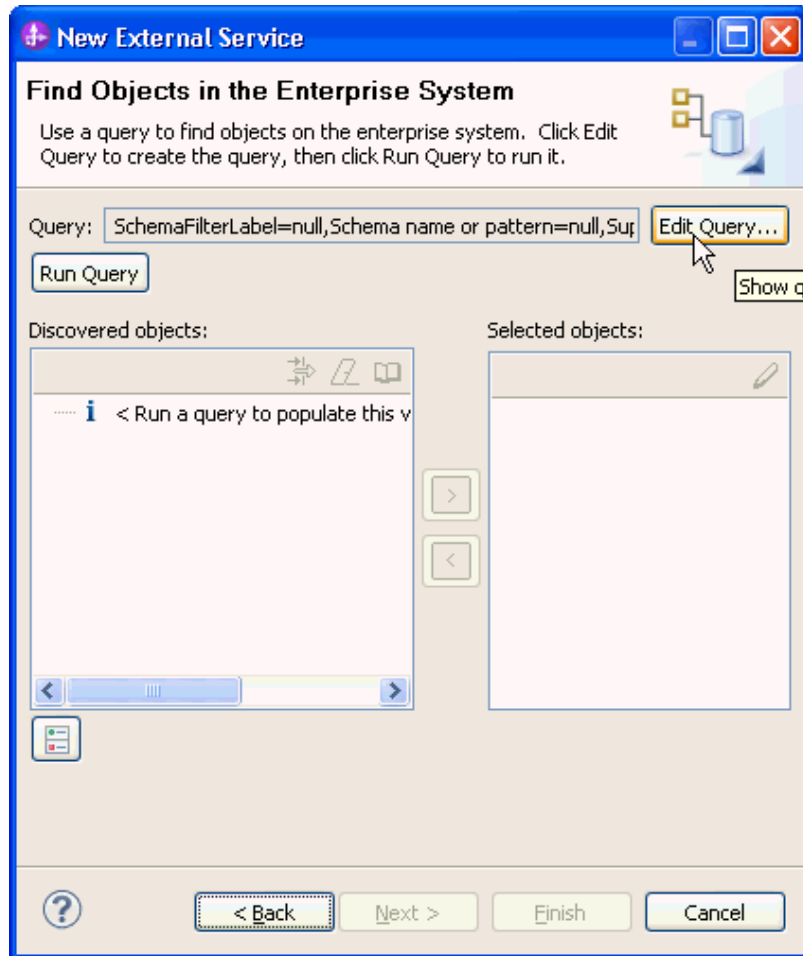 New External Service
Find Objects in the Enterprise System
Use a query to find objects on the enterprise system. Click Edit
Query to create the query, then click Run Query to run it.
Query: SchemaFilterLabel=null,Schema name or pattern=null,Sup Edit Query...
Run Query
Show q
Discovered objects: Selected objects:
i < Run a query to populate this v
>
<
? < Back Next > Finish Cancel